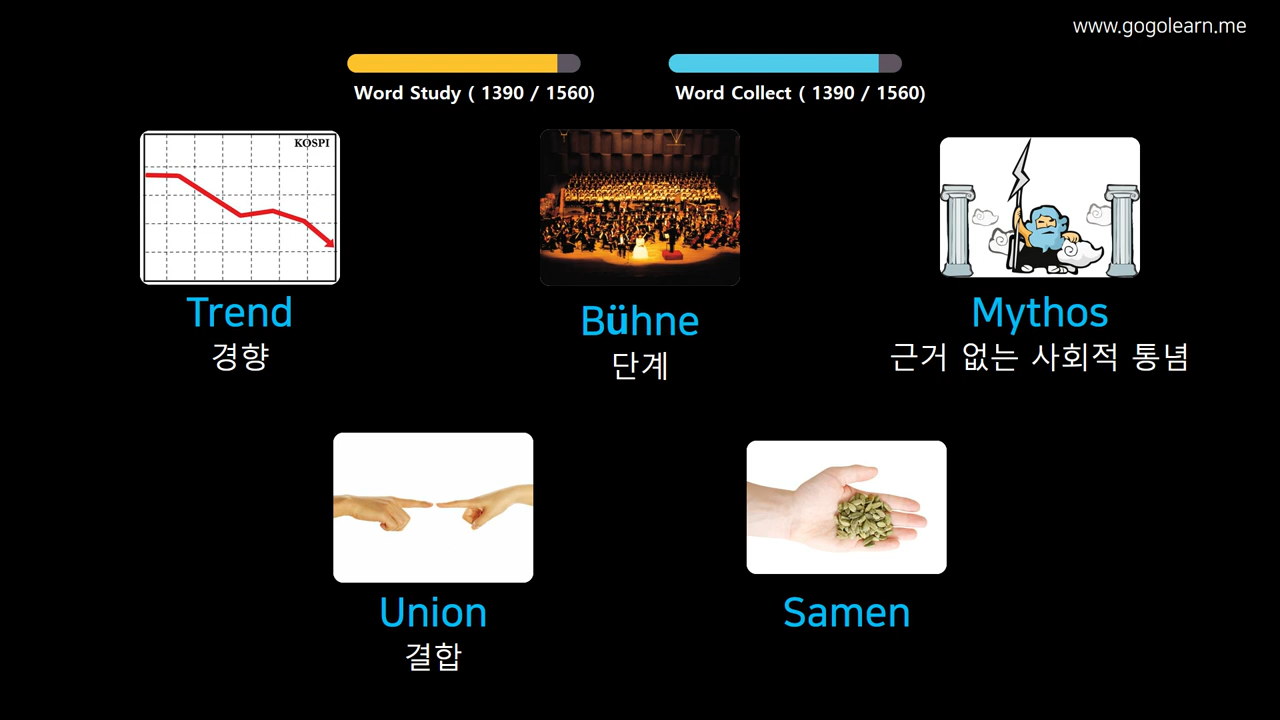 www.gogolearn.me
Word Study ( 1390 / 1560)
Word Collect ( 1390 / 1560)
KOSPI
Trend
경향
Bühne
단계
Mythos
근거 없는 사회적 통념
Union
결합
Samen